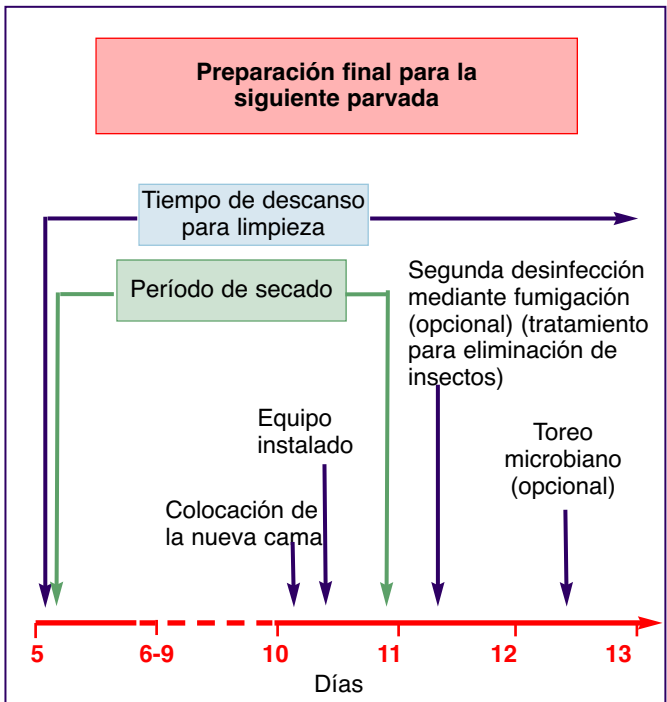 Preparación final para la
siguiente parvada
Tiempo de descanso
para limpieza
Período de secado
Segunda desinfección
mediante fumigación
(opcional) (tratamiento
para eliminación de
insectos)
Equipo
instalado
Toreo
microbiano
(opcional)
Colocación de
la nueva cama
5
6-9
10
11
12
13
Días